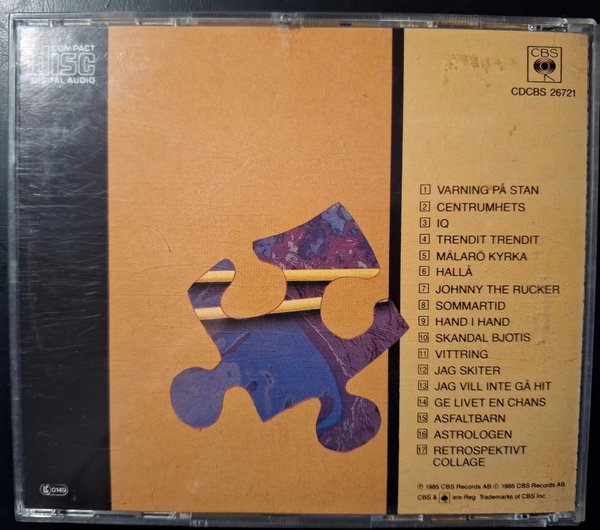 COMPACT
DISC
DIGITAL AUDIO
CBS
CDCBS 26721
1 VARNING PÅ STAN
2 CENTRUMHETS
3 IQ
4 TRENDIT TRENDIT
5 MÄLARÖ KYRKA
6 HALLÅ
7 JOHNNY THE RUCKER
8 SOMMARTID
9 HAND I HAND
10 SKANDAL BJOTIS
11 VITTRING
12 JAG SKITER
13 JAG VILL INTE GÅ HIT
14 GE LIVET EN CHANS
15 ASFALTBARN
16 ASTROLOGEN
17 RETROSPEKTIVT
COLLAGE
℗ 1985 CBS Records AB © 1985 CBS Records AB
CBS & are Reg. Trademarks of CBS Inc.
LC 0149